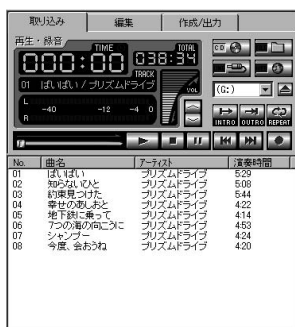 取り込み 編集 作成/出力
再生・録音
TIME TOTAL
000:00 038:34
TRACK
01 ばいばい / プリズムドライブ
VOL
L R -40 -12 -4 0
CD
(G:)
INTRO OUTRO REPEAT
No. 曲名 アーティスト 演奏時間
01 ばいばい プリズムドライブ 5:29
02 知らないひと プリズムドライブ 5:08
03 約束見つけた プリズムドライブ 5:44
04 幸せのあしあと プリズムドライブ 4:22
05 地下鉄に乗って プリズムドライブ 4:14
06 7つの海の向こうに プリズムドライブ 4:53
07 シャンプー プリズムドライブ 4:24
08 今度、会おうね プリズムドライブ 4:20